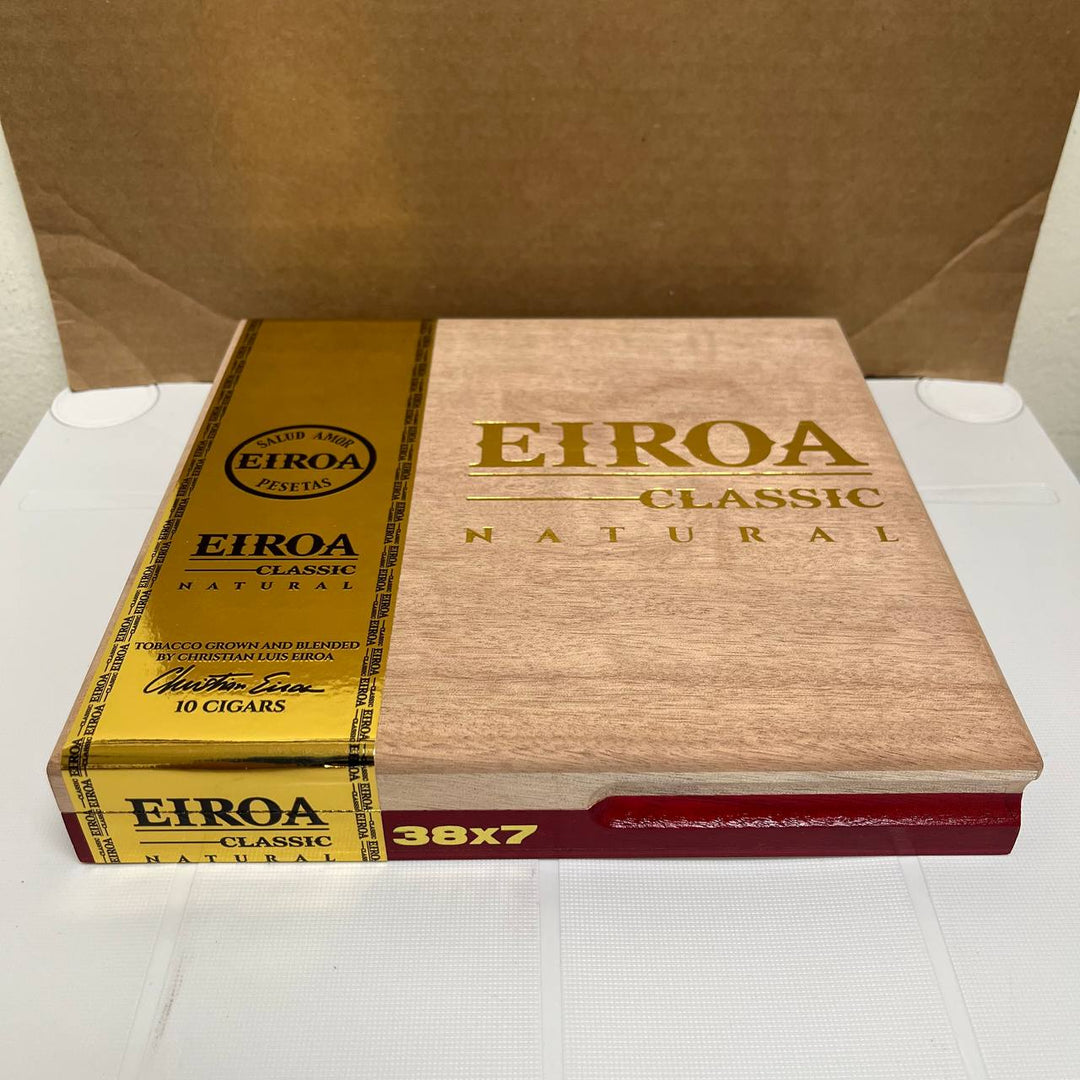 SALUD AMOR
EIROA
PESETAS
EIROA
CLASSIC
NATURAL
TOBACCO GROWN AND BLENDED
BY CHRISTIAN LUIS EIROA
Christian Eiroa
10 CIGARS
EIROA
CLASSIC
NATURAL
EIROA
CLASSIC
NATURAL
38x7